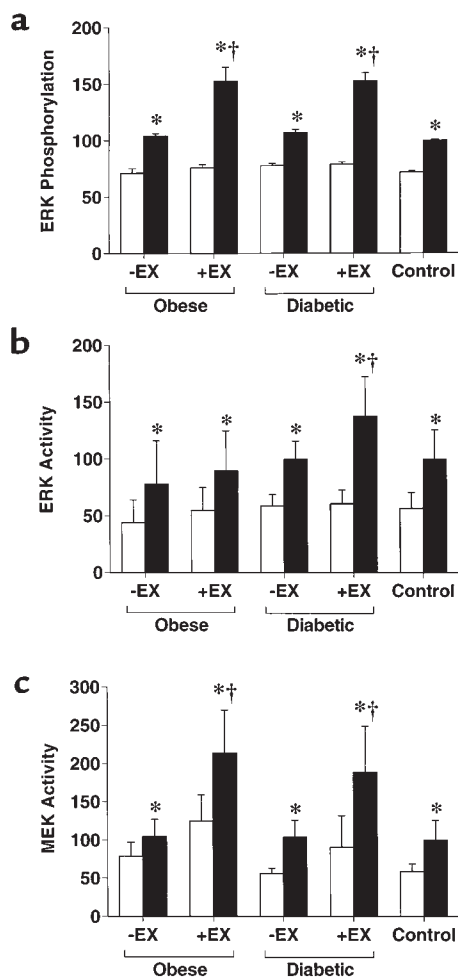 a
ERK Phosphorylation
200
150
100
50
0
*
*†
*
*†
*
-EX
+EX
-EX
+EX
Control
Obese
Diabetic
b
ERK Activity
200
150
100
50
0
*
*
*
*†
*
-EX
+EX
-EX
+EX
Control
Obese
Diabetic
c
MEK Activity
300
250
200
150
100
50
0
*
*†
*
*†
*
-EX
+EX
-EX
+EX
Control
Obese
Diabetic